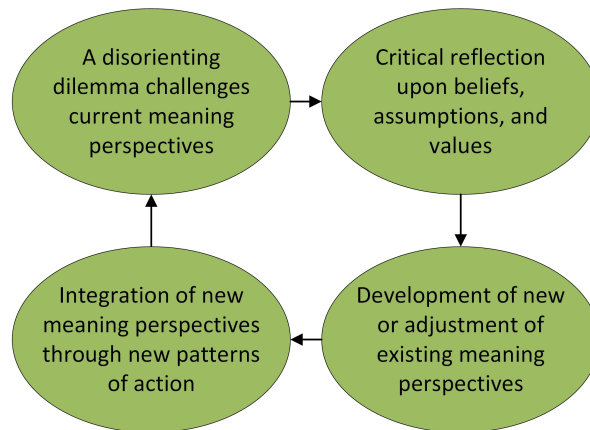 A disorienting
dilemma challenges
current meaning
perspectives
Critical reflection
upon beliefs,
assumptions, and
values
Integration of new
meaning perspectives
through new patterns
of action
Development of new
or adjustment of
existing meaning
perspectives